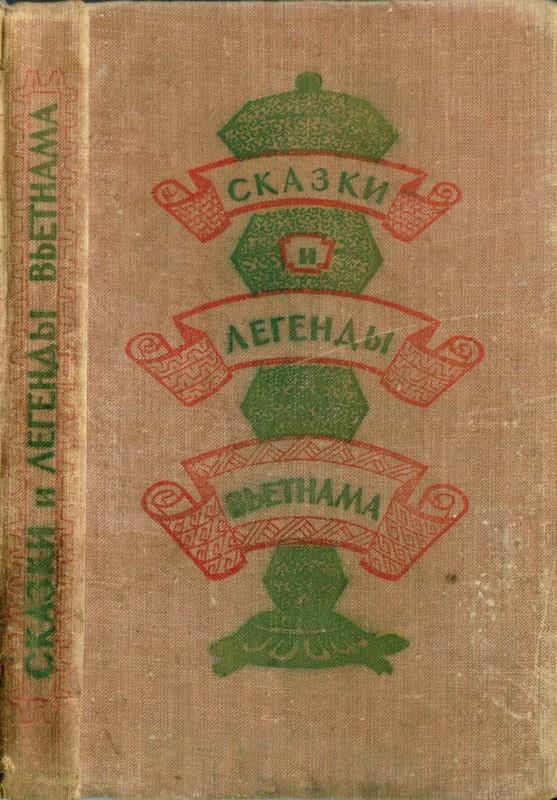 СКАЗКИ и ЛЕГЕНДЫ ВЬЕТНАМА
СКАЗКИ
и
ЛЕГЕНДЫ
ВЬЕТНАМА